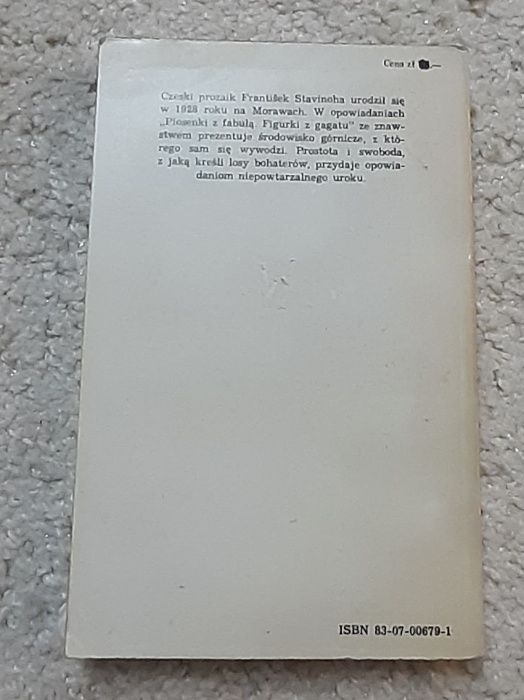 Cena zł ,—
Czeski prozaik František Stavinoha urodził się
w 1928 roku na Morawach. W opowiadaniach
„Piosenki z fabułą. Figurki z gagatu" ze znaw-
stwem prezentuje środowisko górnicze, z któ-
rego sam się wywodzi. Prostota i swoboda,
z jaką kreśli losy bohaterów, przydaje opowia-
daniom niepowtarzalnego uroku.
ISBN 83-07-00679-1